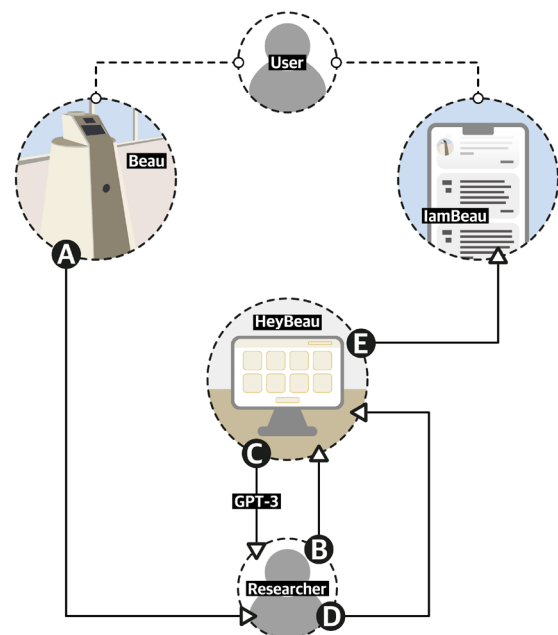 User
Beau
IamBeau
A
HeyBeau
E
C
GPT-3
B
Researcher
D